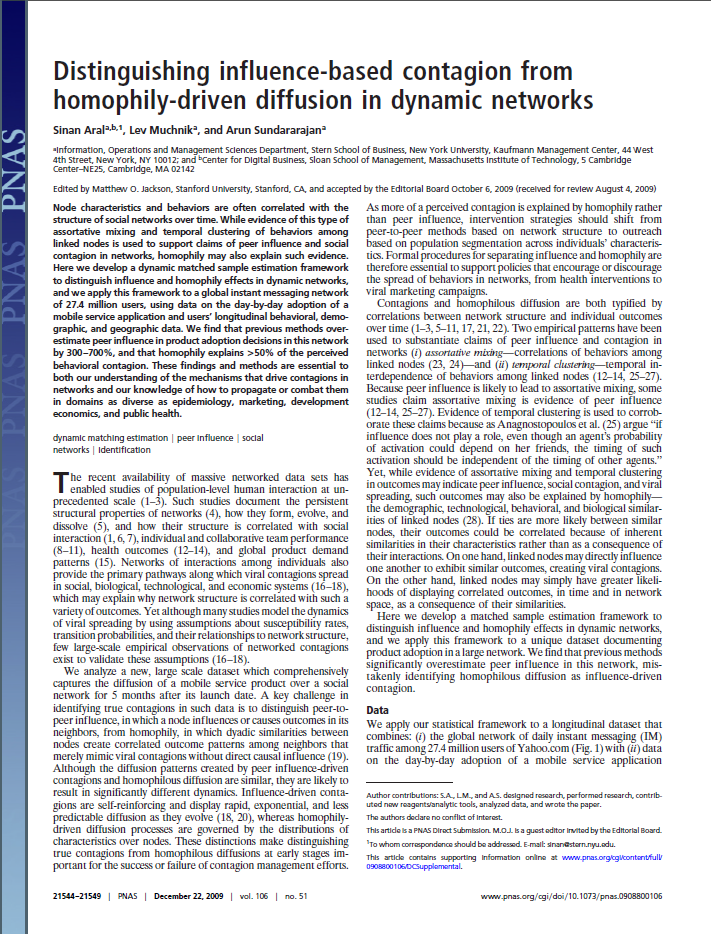 PNAS PNAS PNAS
Distinguishing influence-based contagion from
homophily-driven diffusion in dynamic networks
Sinan Aral^a,b,1, Lev Muchnik^a, and Arun Sundararajan^a
^aInformation, Operations and Management Sciences Department, Stern School of Business, New York University, Kaufmann Management Center, 44 West
4th Street, New York, NY 10012; and ^bCenter for Digital Business, Sloan School of Management, Massachusetts Institute of Technology, 5 Cambridge
Center–NE25, Cambridge, MA 02142
Edited by Matthew O. Jackson, Stanford University, Stanford, CA, and accepted by the Editorial Board October 6, 2009 (received for review August 4, 2009)
Node characteristics and behaviors are often correlated with the
structure of social networks over time. While evidence of this type of
assortative mixing and temporal clustering of behaviors among
linked nodes is used to support claims of peer influence and social
contagion in networks, homophily may also explain such evidence.
Here we develop a dynamic matched sample estimation framework
to distinguish influence and homophily effects in dynamic networks,
and we apply this framework to a global instant messaging network
of 27.4 million users, using data on the day-by-day adoption of a
mobile service application and users' longitudinal behavioral, demo-
graphic, and geographic data. We find that previous methods over-
estimate peer influence in product adoption decisions in this network
by 300–700%, and that homophily explains >50% of the perceived
behavioral contagion. These findings and methods are essential to
both our understanding of the mechanisms that drive contagions in
networks and our knowledge of how to propagate or combat them
in domains as diverse as epidemiology, marketing, development
economics, and public health.
dynamic matching estimation | peer influence | social
networks | identification
The recent availability of massive networked data sets has
enabled studies of population-level human interaction at un-
precedented scale (1–3). Such studies document the persistent
structural properties of networks (4), how they form, evolve, and
dissolve (5), and how their structure is correlated with social
interaction (1, 6, 7), individual and collaborative team performance
(8–11), health outcomes (12–14), and global product demand
patterns (15). Networks of interactions among individuals also
provide the primary pathways along which viral contagions spread
in social, biological, technological, and economic systems (16–18),
which may explain why network structure is correlated with such a
variety of outcomes. Yet although many studies model the dynamics
of viral spreading by using assumptions about susceptibility rates,
transition probabilities, and their relationships to network structure,
few large-scale empirical observations of networked contagions
exist to validate these assumptions (16–18).
We analyze a new, large scale dataset which comprehensively
captures the diffusion of a mobile service product over a social
network for 5 months after its launch date. A key challenge in
identifying true contagions in such data is to distinguish peer-to-
peer influence, in which a node influences or causes outcomes in its
neighbors, from homophily, in which dyadic similarities between
nodes create correlated outcome patterns among neighbors that
merely mimic viral contagions without direct causal influence (19).
Although the diffusion patterns created by peer influence-driven
contagions and homophilous diffusion are similar, they are likely to
result in significantly different dynamics. Influence-driven conta-
gions are self-reinforcing and display rapid, exponential, and less
predictable diffusion as they evolve (18, 20), whereas homophily-
driven diffusion processes are governed by the distributions of
characteristics over nodes. These distinctions make distinguishing
true contagions from homophilous diffusions at early stages im-
portant for the success or failure of contagion management efforts.
As more of a perceived contagion is explained by homophily rather
than peer influence, intervention strategies should shift from
peer-to-peer methods based on network structure to outreach
based on population segmentation across individuals' characteris-
tics. Formal procedures for separating influence and homophily are
therefore essential to support policies that encourage or discourage
the spread of behaviors in networks, from health interventions to
viral marketing campaigns.
Contagions and homophilous diffusion are both typified by
correlations between network structure and individual outcomes
over time (1–3, 5–11, 17, 21, 22). Two empirical patterns have been
used to substantiate claims of peer influence and contagion in
networks (i) assortative mixing—correlations of behaviors among
linked nodes (23, 24)—and (ii) temporal clustering—temporal in-
terdependence of behaviors among linked nodes (12–14, 25–27).
Because peer influence is likely to lead to assortative mixing, some
studies claim assortative mixing is evidence of peer influence
(12–14, 25–27). Evidence of temporal clustering is used to corrob-
orate these claims because as Anagnostopoulos et al. (25) argue "if
influence does not play a role, even though an agent's probability
of activation could depend on her friends, the timing of such
activation should be independent of the timing of other agents."
Yet, while evidence of assortative mixing and temporal clustering
in outcomes may indicate peer influence, social contagion, and viral
spreading, such outcomes may also be explained by homophily—
the demographic, technological, behavioral, and biological similar-
ities of linked nodes (28). If ties are more likely between similar
nodes, their outcomes could be correlated because of inherent
similarities in their characteristics rather than as a consequence of
their interactions. On one hand, linked nodes may directly influence
one another to exhibit similar outcomes, creating viral contagions.
On the other hand, linked nodes may simply have greater likeli-
hoods of displaying correlated outcomes, in time and in network
space, as a consequence of their similarities.
Here we develop a matched sample estimation framework to
distinguish influence and homophily effects in dynamic networks,
and we apply this framework to a unique dataset documenting
product adoption in a large network. We find that previous methods
significantly overestimate peer influence in this network, mis-
takenly identifying homophilous diffusion as influence-driven
contagion.
Data
We apply our statistical framework to a longitudinal dataset that
combines: (i) the global network of daily instant messaging (IM)
traffic among 27.4 million users of Yahoo.com (Fig. 1) with (ii) data
on the day-by-day adoption of a mobile service application
Author contributions: S.A., L.M., and A.S. designed research, performed research, contrib-
uted new reagents/analytic tools, analyzed data, and wrote the paper.
The authors declare no conflict of interest.
This article is a PNAS Direct Submission. M.O.J. is a guest editor invited by the Editorial Board.
^1To whom correspondence should be addressed. E-mail: sinan@stern.nyu.edu.
This article contains supporting information online at www.pnas.org/cgi/content/full/
0908800106/DCSupplemental.
21544–21549 | PNAS | December 22, 2009 | vol. 106 | no. 51
www.pnas.org/cgi/doi/10.1073/pnas.0908800106